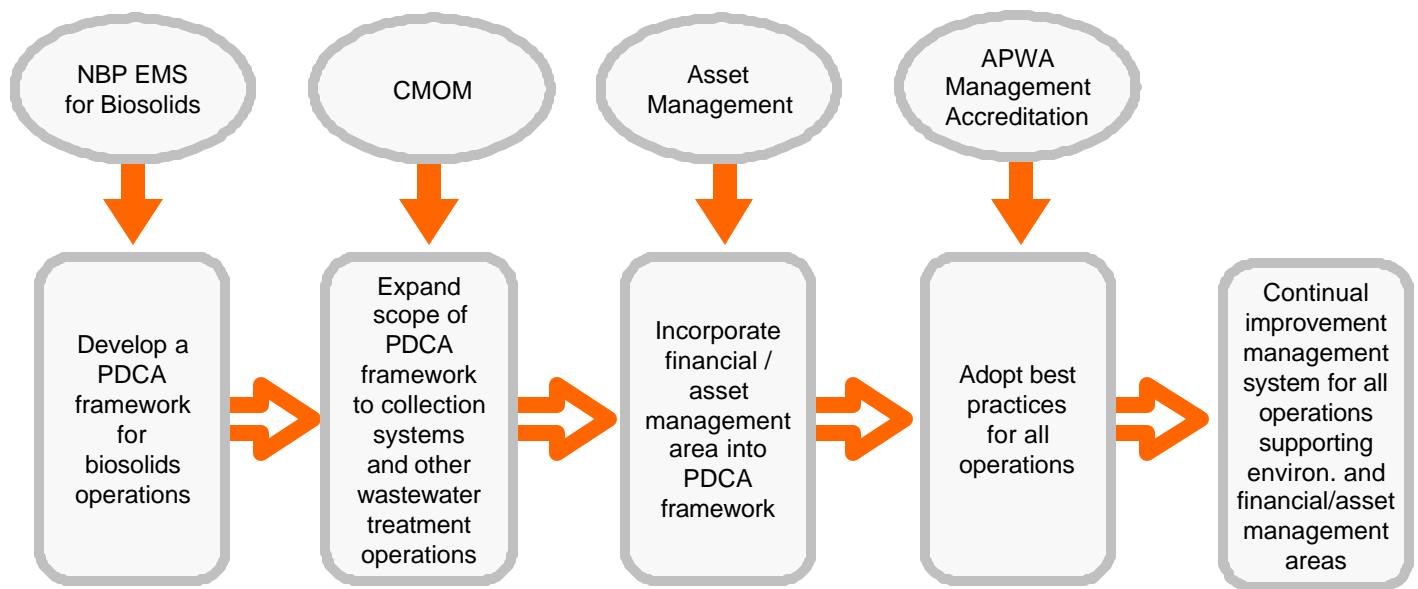 NBP EMS
for Biosolids
CMOM
Asset
Management
APWA
Management
Accreditation
Develop a
PDCA
framework
for
biosolids
operations
Expand
scope of
PDCA
framework
to collection
systems
and other
wastewater
treatment
operations
Incorporate
financial /
asset
management
area into
PDCA
framework
Adopt best
practices
for all
operations
Continual
improvement
management
system for all
operations
supporting
environ. and
financial/asset
management
areas